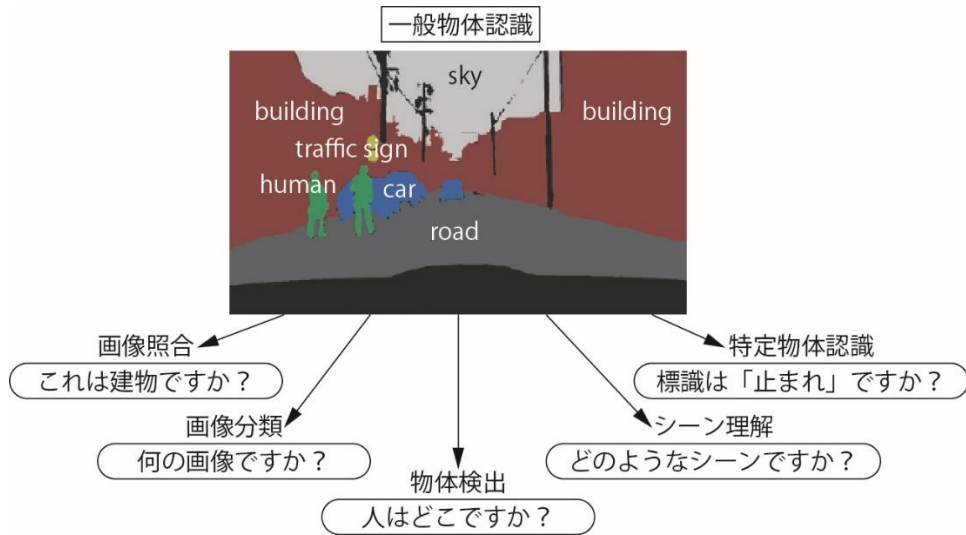 一般物体認識
sky
building
building
traffic sign
human
car
road
画像照合
これは建物ですか？
画像分類
何の画像ですか？
物体検出
人はどこですか？
シーン理解
どのようなシーンですか？
特定物体認識
標識は「止まれ」ですか？